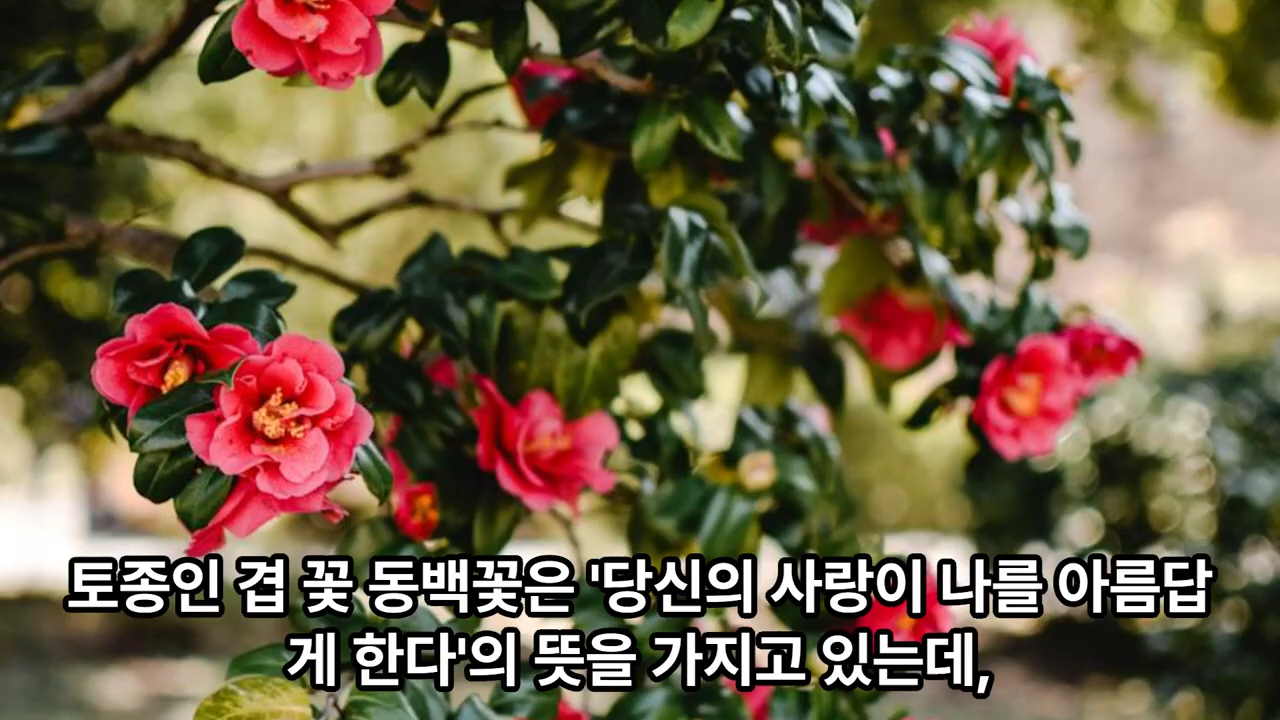 토종인 겹 꽃 동백꽃은 '당신의 사랑이 나를 아름답
게 한다'의 뜻을 가지고 있는데,